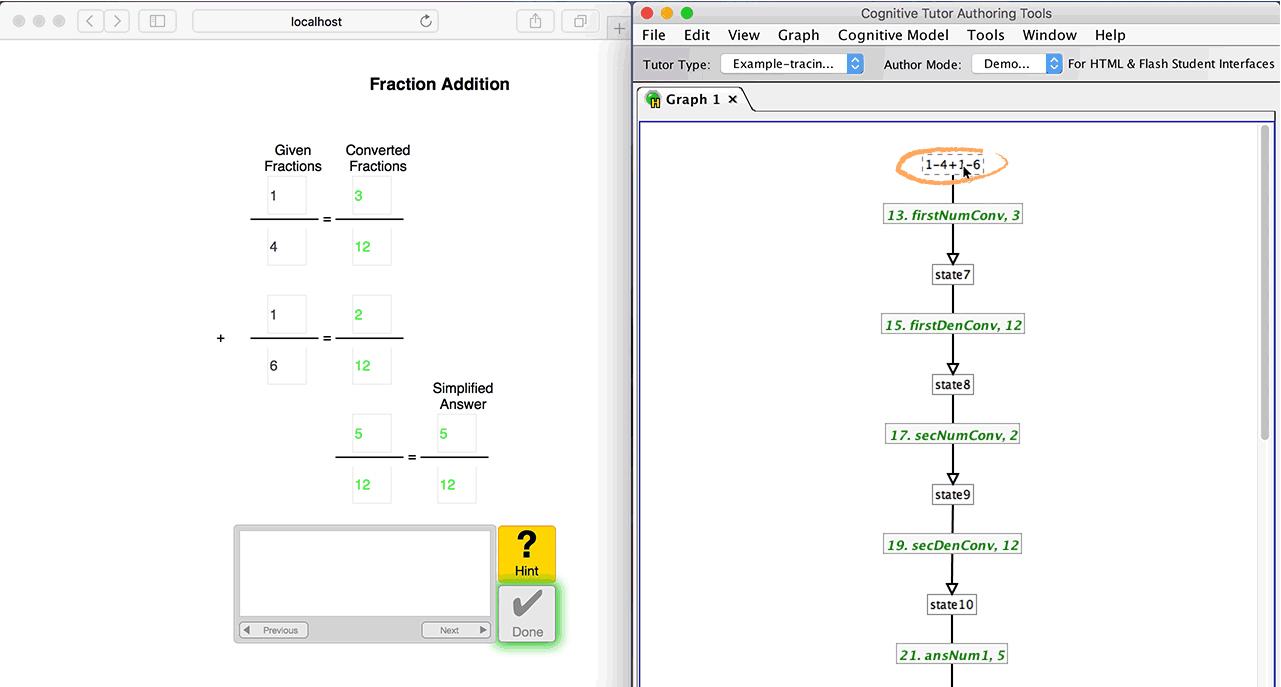 localhost
Fraction Addition
Given
Fractions
Converted
Fractions
1
3
=
4
12
1
2
+
=
6
12
Simplified
Answer
5
5
=
12
12
?
Hint
Previous
Next
Done
Cognitive Tutor Authoring Tools
File Edit View Graph Cognitive Model Tools Window Help
Tutor Type: Example-tracin... Author Mode: Demo... For HTML & Flash Student Interfaces
H Graph 1 ×
1-4+1-6
13. firstNumConv, 3
state7
15. firstDenConv, 12
state8
17. secNumConv, 2
state9
19. secDenConv, 12
state10
21. ansNum1, 5